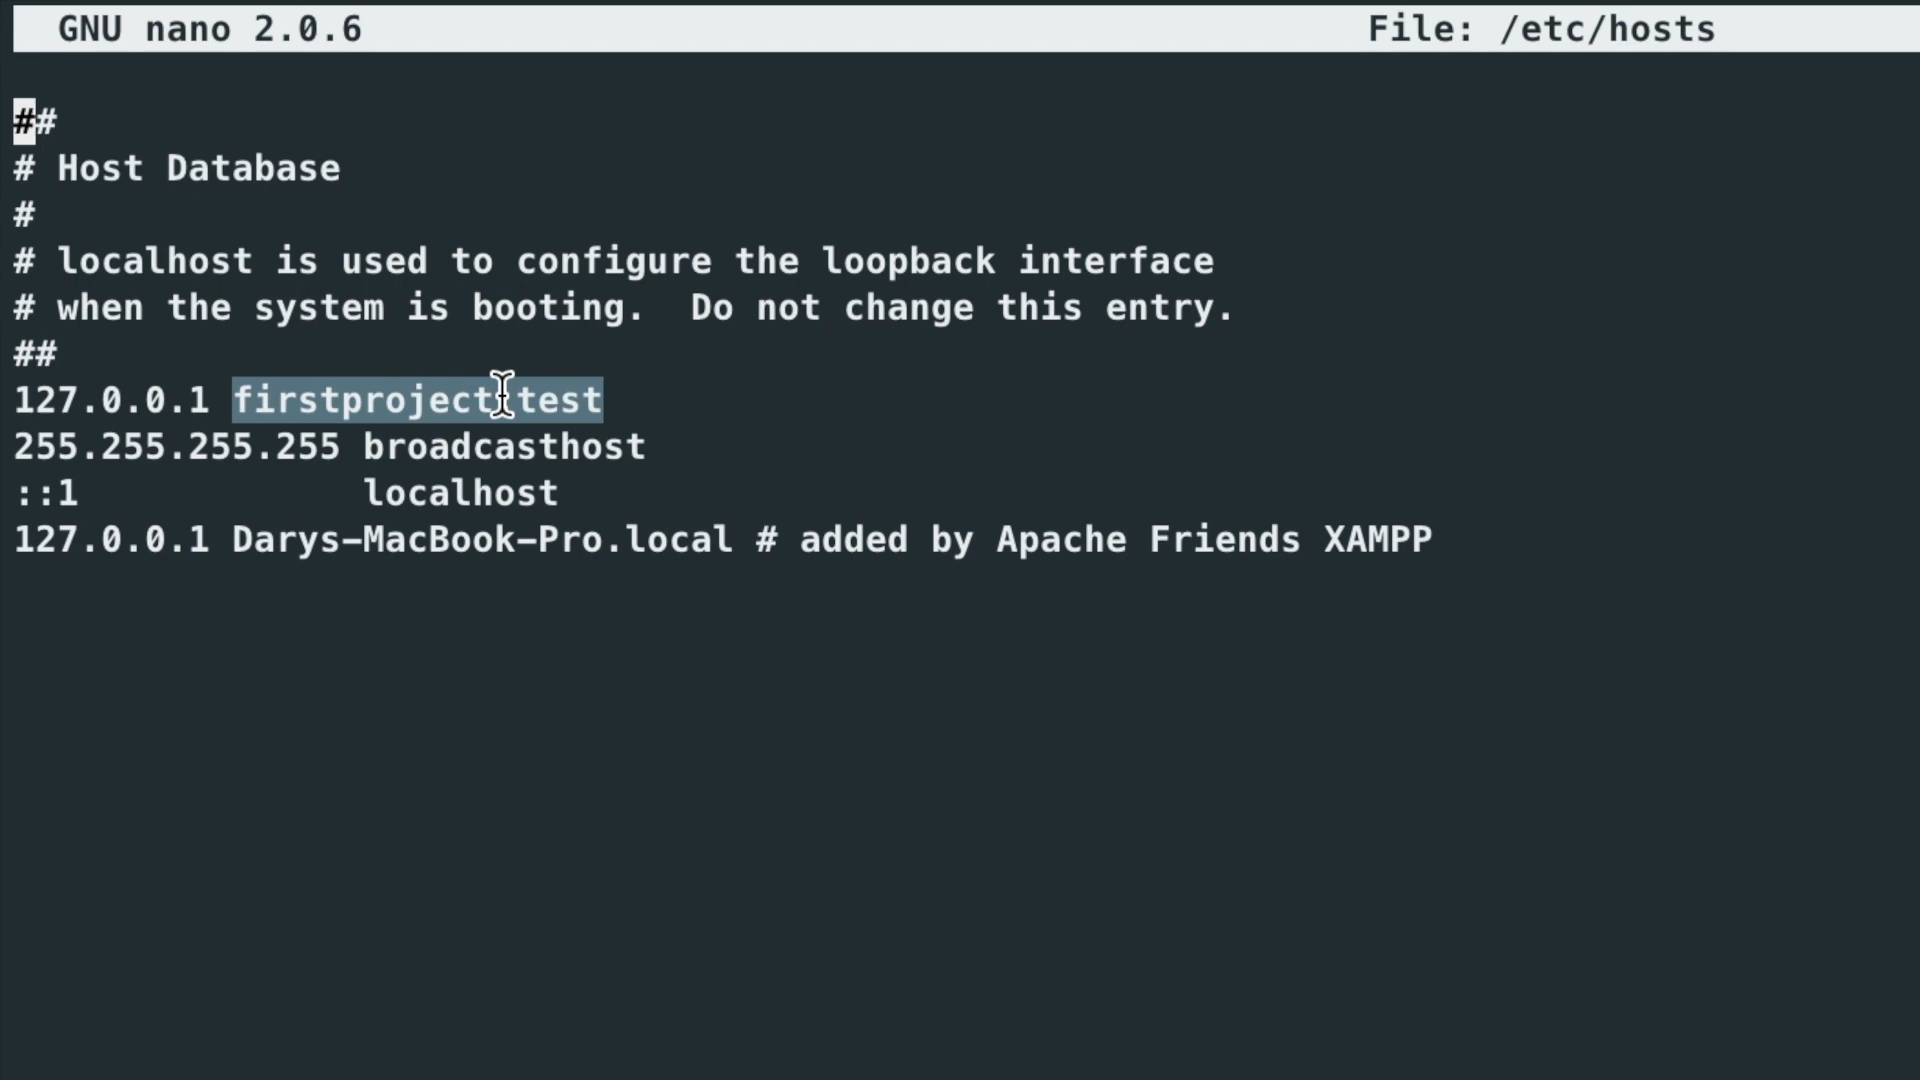 GNU nano 2.0.6 File: /etc/hosts
##
# Host Database
#
# localhost is used to configure the loopback interface
# when the system is booting.  Do not change this entry.
##
127.0.0.1 firstproject.test
255.255.255.255 broadcasthost
::1             localhost
127.0.0.1 Darys-MacBook-Pro.local # added by Apache Friends XAMPP